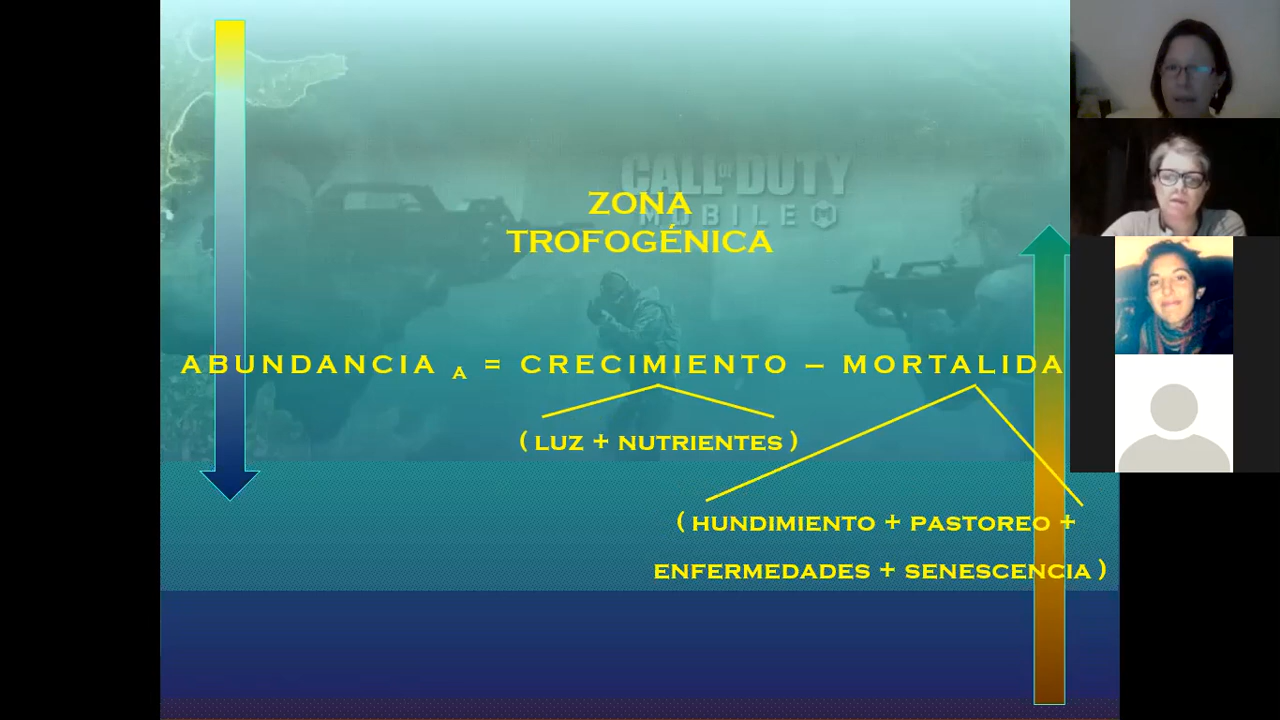 CALL OF DUTY
MOBILE
ZONA
TROFOGÉNICA
ABUNDANCIA A = CRECIMIENTO – MORTALIDA
( LUZ + NUTRIENTES )
( HUNDIMIENTO + PASTOREO +
ENFERMEDADES + SENESCENCIA )